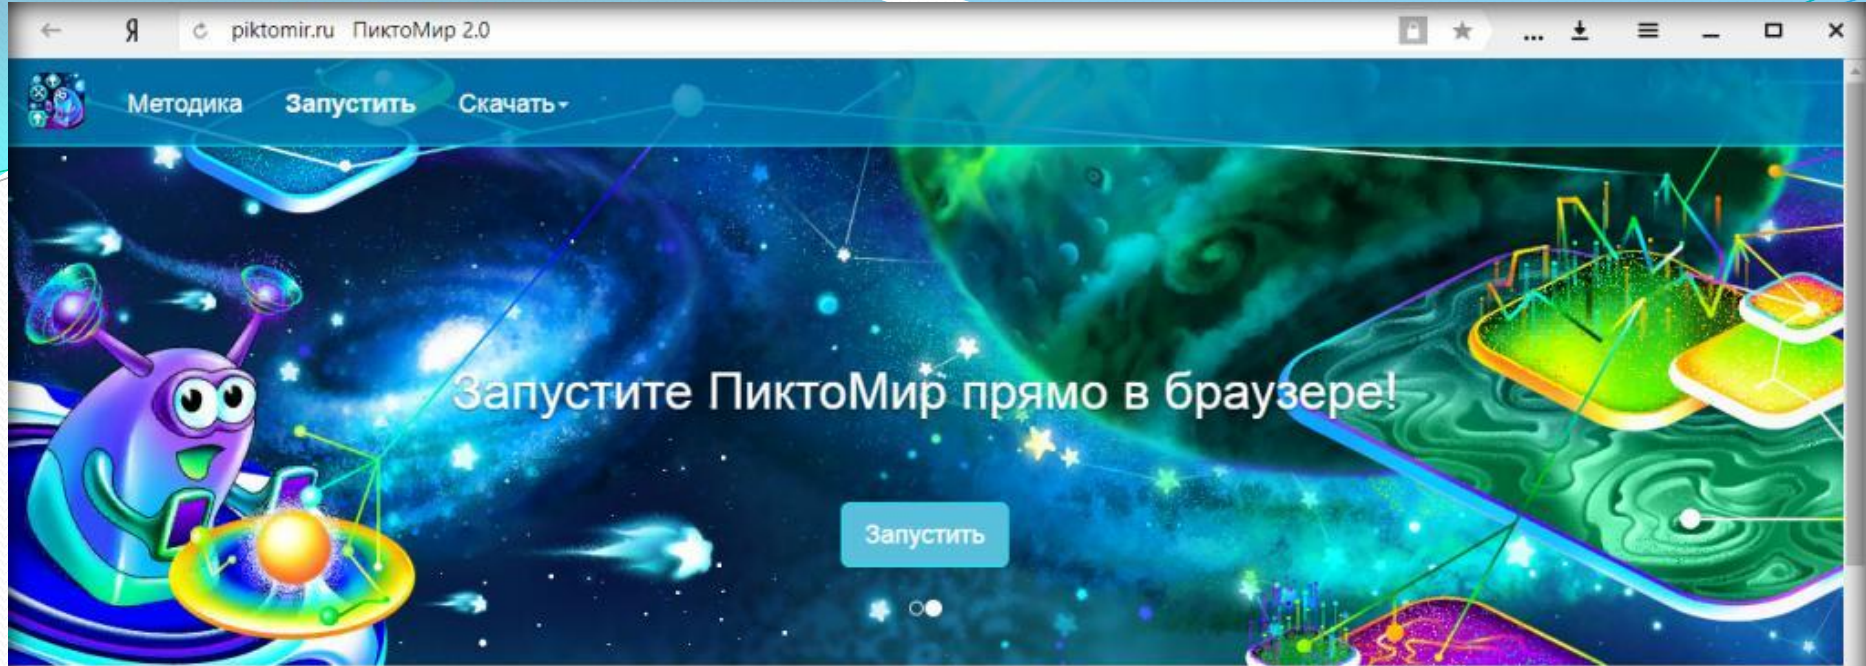 Я piktomir.ru ПиктоМир 2.0
Методика Запустить Скачать
Запустите ПиктоМир прямо в браузере!
Запустить